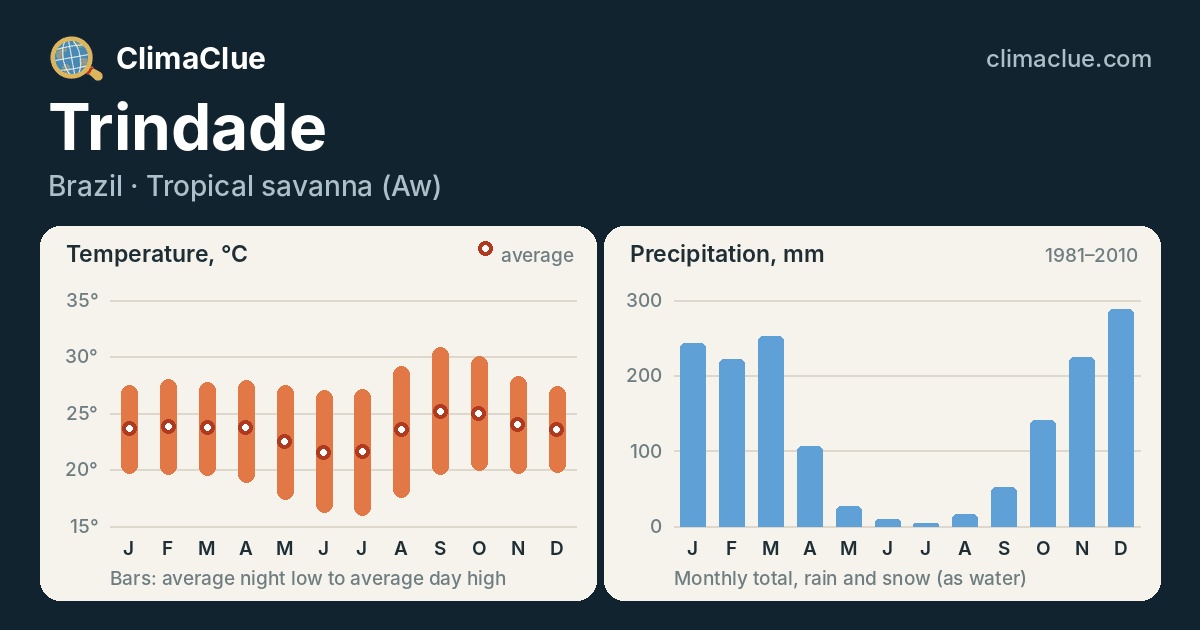 ClimaClue
climaclue.com
Trindade
Brazil · Tropical savanna (Aw)
Temperature, °C
average
35°
30°
25°
20°
15°
J F M A M J J A S O N D
Bars: average night low to average day high
Precipitation, mm
1981–2010
300
200
100
0
J F M A M J J A S O N D
Monthly total, rain and snow (as water)